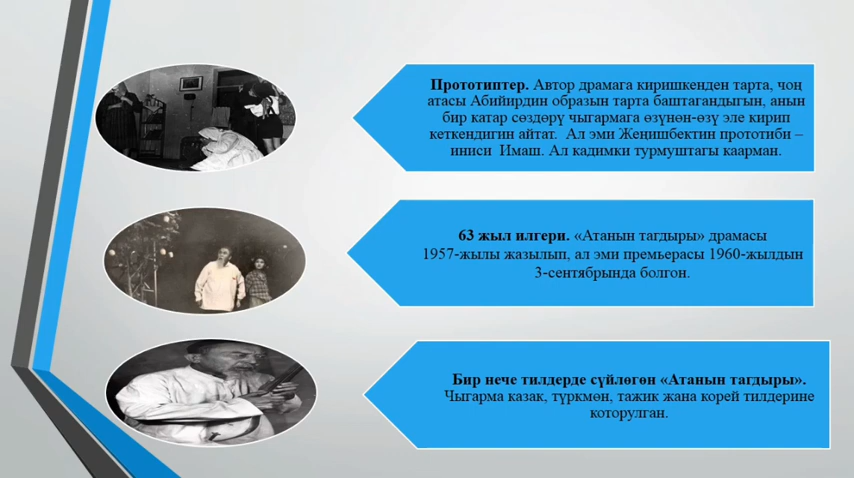 Прототиптер. Автор драмага киришкенден тарта, чоң
атасы Абийирдин образын тарта баштагандыгын, анын
бир катар сөздөрү чыгармага өзүнөн-өзү эле кирип
кеткендигин айтат. Ал эми Жеңишбектин прототиби –
иниси Имаш. Ал кадимки турмуштагы каарман.
63 жыл илгери. «Атанын тагдыры» драмасы
1957-жылы жазылып, ал эми премьерасы 1960-жылдын
3-сентябрында болгон.
Бир нече тилдерде сүйлөгөн «Атанын тагдыры».
Чыгарма казак, түркмөн, тажик жана корей тилдерине
которулган.